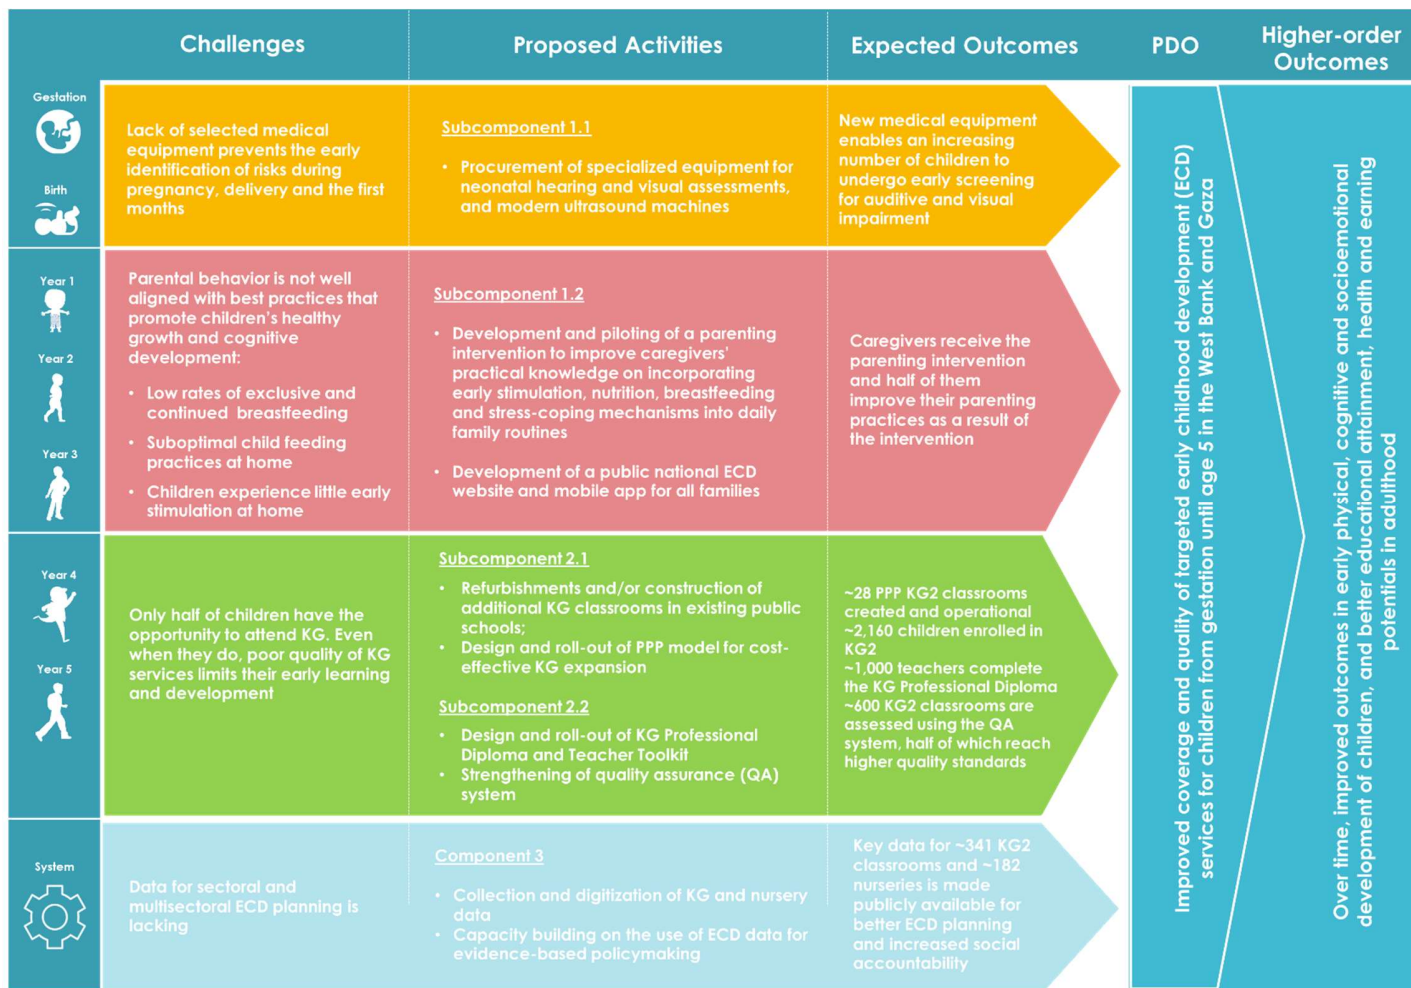 Challenges
Proposed Activities
Expected Outcomes
PDO
Higher-order
Outcomes
Gestation
Birth
Lack of selected medical
equipment prevents the early
identification of risks during
pregnancy, delivery and the first
months
Subcomponent 1.1
• Procurement of specialized equipment for
neonatal hearing and visual assessments,
and modern ultrasound machines
New medical equipment
enables an increasing
number of children to
undergo early screening
for auditive and visual
impairment
Year 1
Year 2
Year 3
Parental behavior is not well
aligned with best practices that
promote children's healthy
growth and cognitive
development:
• Low rates of exclusive and
continued breastfeeding
• Suboptimal child feeding
practices at home
• Children experience little early
stimulation at home
Subcomponent 1.2
• Development and piloting of a parenting
intervention to improve caregivers'
practical knowledge on incorporating
early stimulation, nutrition, breastfeeding
and stress-coping mechanisms into daily
family routines
• Development of a public national ECD
website and mobile app for all families
Caregivers receive the
parenting intervention
and half of them
improve their parenting
practices as a result of
the intervention
Year 4
Year 5
Only half of children have the
opportunity to attend KG. Even
when they do, poor quality of KG
services limits their early learning
and development
Subcomponent 2.1
• Refurbishments and/or construction of
additional KG classrooms in existing public
schools;
• Design and roll-out of PPP model for cost-
effective KG expansion
Subcomponent 2.2
• Design and roll-out of KG Professional
Diploma and Teacher Toolkit
• Strengthening of quality assurance (QA)
system
~28 PPP KG2 classrooms
created and operational
~2,160 children enrolled in
KG2
~1,000 teachers complete
the KG Professional Diploma
~600 KG2 classrooms are
assessed using the QA
system, half of which reach
higher quality standards
System
Data for sectoral and
multisectoral ECD planning is
lacking
Component 3
• Collection and digitization of KG and nursery
data
• Capacity building on the use of ECD data for
evidence-based policymaking
Key data for ~341 KG2
classrooms and ~182
nurseries is made
publicly available for
better ECD planning
and increased social
accountability
Improved coverage and quality of targeted early childhood development (ECD)
services for children from gestation until age 5 in the West Bank and Gaza
Over time, improved outcomes in early physical, cognitive and socioemotional
development of children, and better educational attainment, health and earning
potentials in adulthood